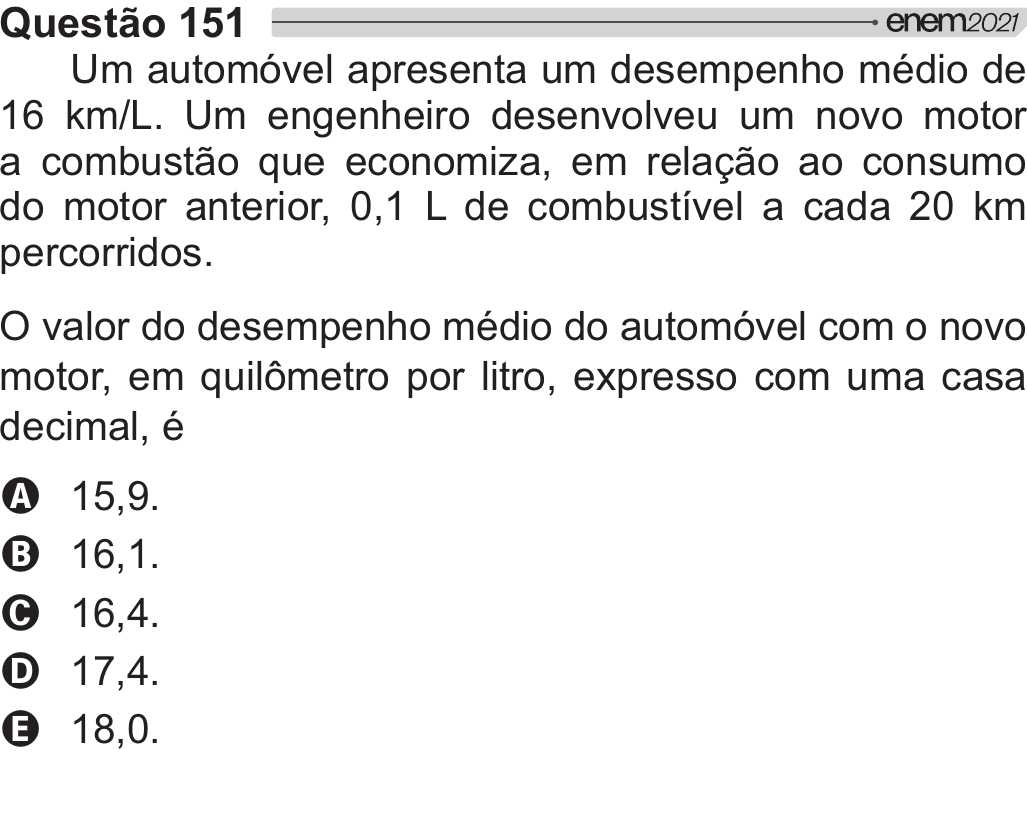 Questão 151 enem2021
Um automóvel apresenta um desempenho médio de
16 km/L. Um engenheiro desenvolveu um novo motor
a combustão que economiza, em relação ao consumo
do motor anterior, 0,1 L de combustível a cada 20 km
percorridos.
O valor do desempenho médio do automóvel com o novo
motor, em quilômetro por litro, expresso com uma casa
decimal, é
A 15,9.
B 16,1.
C 16,4.
D 17,4.
E 18,0.